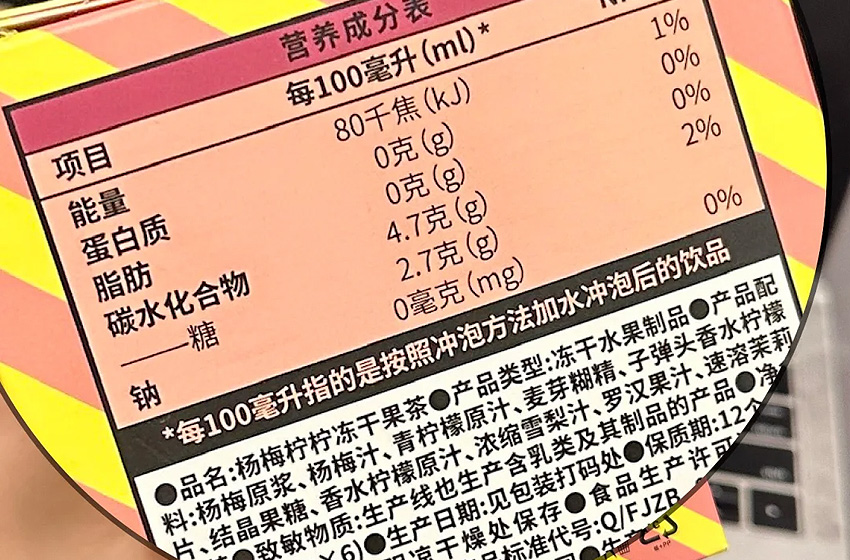 营养成分表
项目 每100毫升(ml)*
能量 80千焦(kJ) 1%
蛋白质 0克(g) 0%
脂肪 0克(g) 0%
碳水化合物 4.7克(g) 2%
——糖 2.7克(g)
钠 0毫克(mg) 0%
*每100毫升指的是按照冲泡方法加水冲泡后的饮品
●品名:杨梅柠柠冻干果茶●产品类型:冻干水果制品●产品配
料:杨梅原浆、杨梅汁、青柠檬原汁、麦芽糊精、子弹头香水柠檬
片、结晶果糖、香水柠檬原汁、浓缩雪梨汁、罗汉果汁、速溶茉莉
●致敏物质:生产线也生产含乳类及其制品的产品●净
×6)●生产日期:见包装打码处●保质期:12个
凉干燥处保存●食品生产许可
品标准代号:Q/FJZB